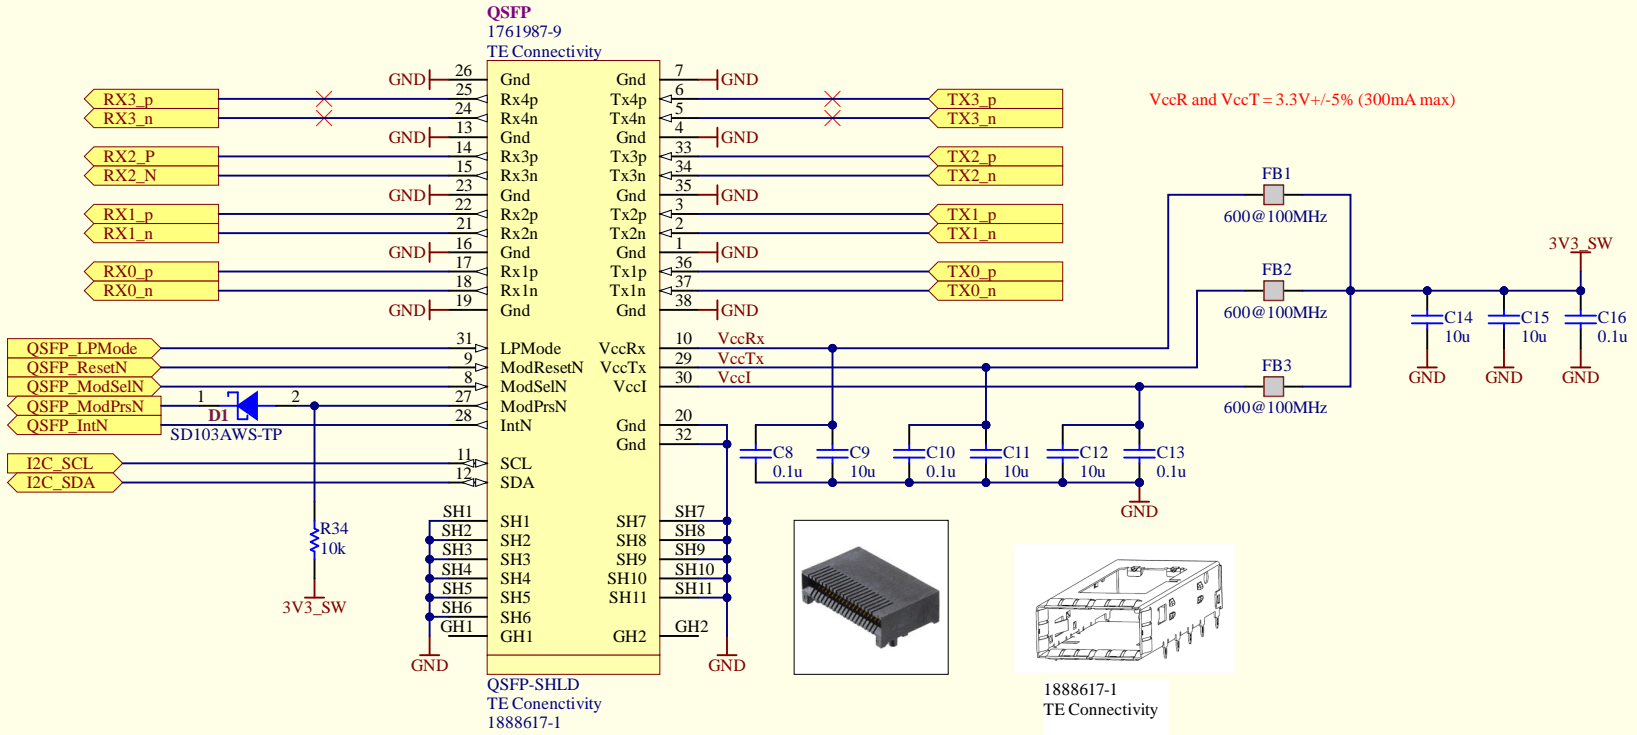 QSFP
1761987-9
TE Connectivity
GND 26 Gnd Gnd 7 GND
RX3_p 25 Rx4p Tx4p 6 TX3_p
RX3_n 24 Rx4n Tx4n 5 TX3_n
GND 13 Gnd Gnd 4 GND
RX2_P 14 Rx3p Tx3p 33 TX2_p
RX2_N 15 Rx3n Tx3n 34 TX2_n
GND 23 Gnd Gnd 35 GND
RX1_p 22 Rx2p Tx2p 3 TX1_p
RX1_n 21 Rx2n Tx2n 2 TX1_n
GND 16 Gnd Gnd 1 GND
RX0_p 17 Rx1p Tx1p 36 TX0_p
RX0_n 18 Rx1n Tx1n 37 TX0_n
GND 19 Gnd Gnd 38 GND
QSFP_LPMode 31 LPMode VccRx 10 VccRx
QSFP_ResetN 9 ModResetN VccTx 29 VccTx
QSFP_ModSelN 8 ModSelN VccI 30 VccI
QSFP_ModPrsN 1 2 27 ModPrsN
D1
SD103AWS-TP
QSFP_IntN 28 IntN Gnd 20
Gnd 32
I2C_SCL 11 SCL
I2C_SDA 12 SDA
R34
10k
3V3_SW
SH1 SH1 SH7 SH7
SH2 SH2 SH8 SH8
SH3 SH3 SH9 SH9
SH4 SH4 SH10 SH10
SH5 SH5 SH11 SH11
SH6 SH6
GH1 GH1 GH2 GH2
GND GND
QSFP-SHLD
TE Conenctivity
1888617-1
VccR and VccT = 3.3V+/-5% (300mA max)
FB1
600@100MHz
FB2
600@100MHz
FB3
600@100MHz
3V3_SW
C14 C15 C16
10u 10u 0.1u
GND GND GND
C8 C9 C10 C11 C12 C13
0.1u 10u 0.1u 10u 10u 0.1u
GND
1888617-1
TE Connectivity